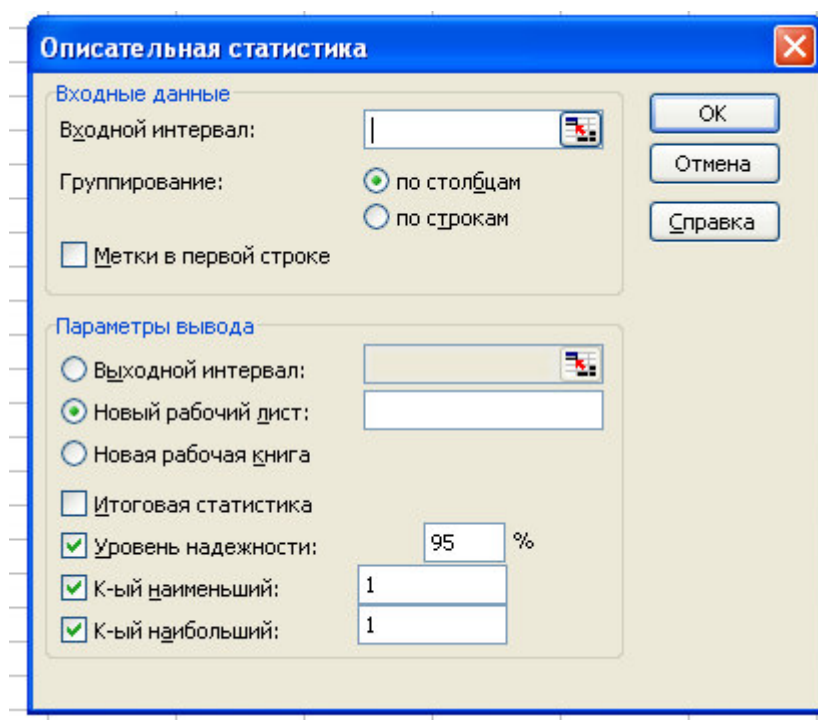 Описательная статистика
Входные данные
Входной интервал:
Группирование:
по столбцам
по строкам
Метки в первой строке
OK
Отмена
Справка
Параметры вывода
Выходной интервал:
Новый рабочий лист:
Новая рабочая книга
Итоговая статистика
Уровень надежности: 95 %
К-ый наименьший: 1
К-ый наибольший: 1